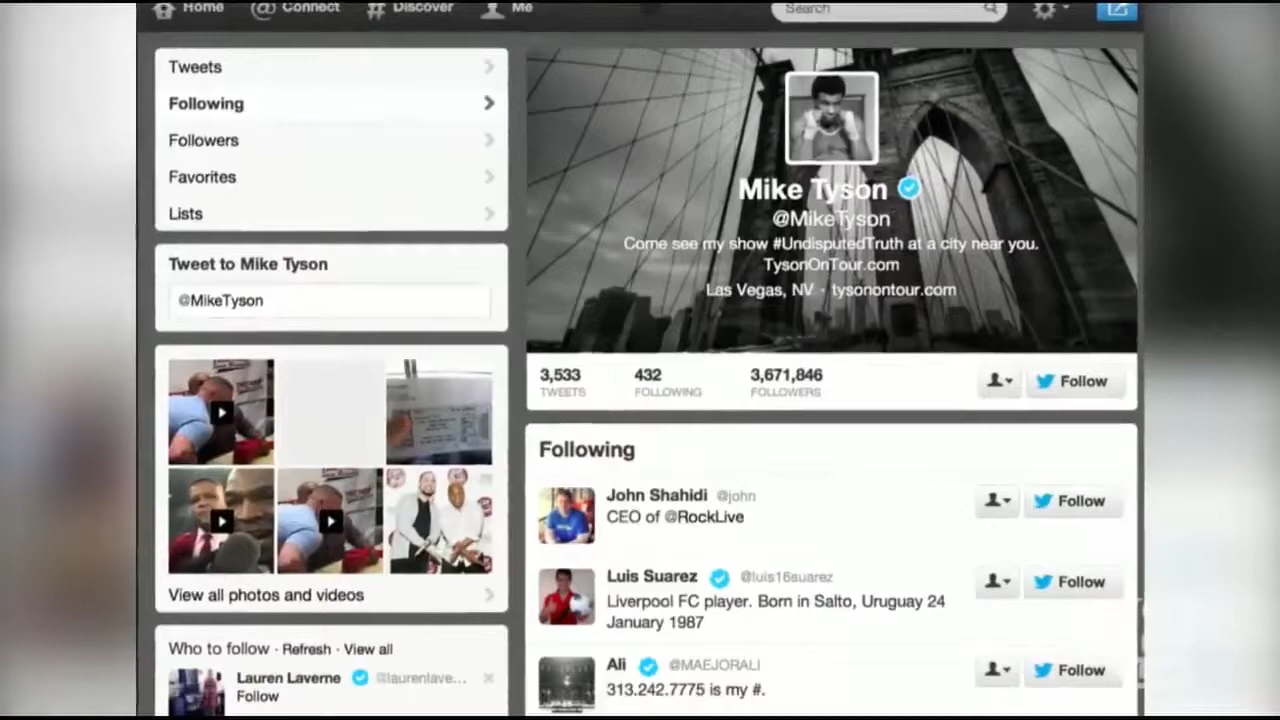 Home
Connect
Discover
Me
Search
Tweets
Following
Followers
Favorites
Lists
Tweet to Mike Tyson
@MikeTyson
View all photos and videos
Who to follow · Refresh · View all
Lauren Laverne @laurenlave...
Follow
Mike Tyson
@MikeTyson
Come see my show #UndisputedTruth at a city near you.
TysonOnTour.com
Las Vegas, NV · tysonontour.com
3,533
TWEETS
432
FOLLOWING
3,671,846
FOLLOWERS
Follow
Following
John Shahidi @john
CEO of @RockLive
Follow
Luis Suarez @luis16suarez
Liverpool FC player. Born in Salto, Uruguay 24
January 1987
Follow
Ali @MAEJORALI
313.242.7775 is my #.
Follow